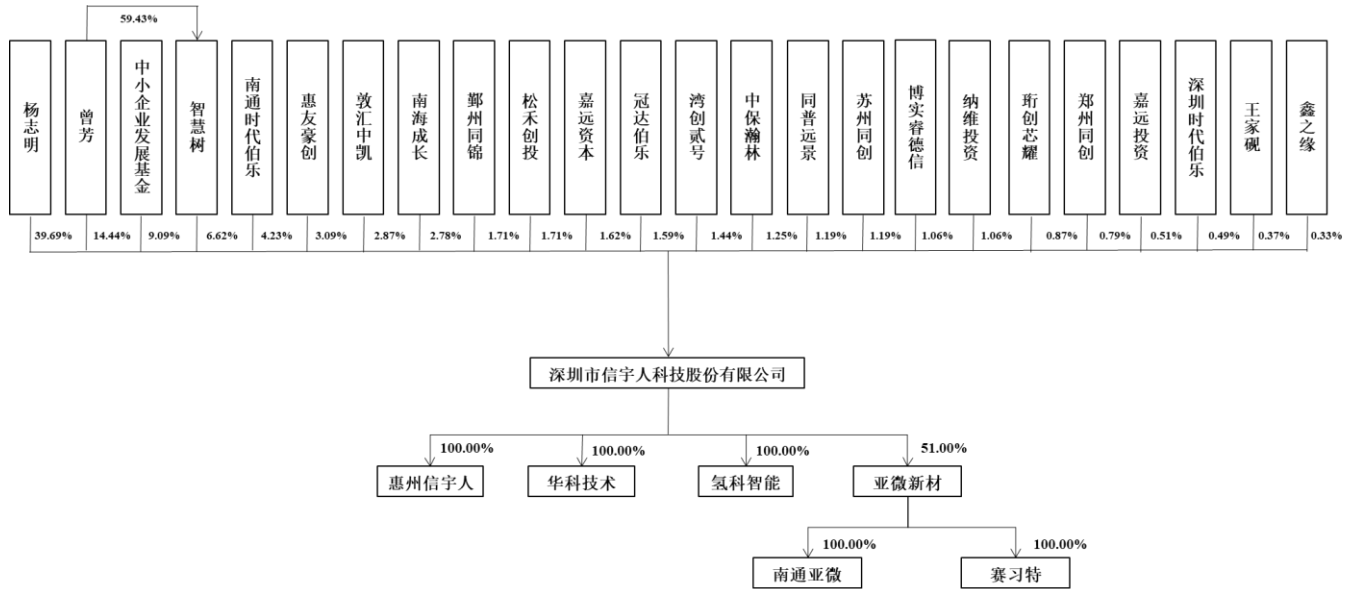 59.43%
杨志明
曾芳
中小企业发展基金
智慧树
南通时代伯乐
惠友豪创
敦汇中凯
南海成长
鄞州同锦
松禾创投
嘉远资本
冠达伯乐
湾创贰号
中保瀚林
同普远景
苏州同创
博实睿德信
纳维投资
珩创芯耀
郑州同创
嘉远投资
深圳时代伯乐
王家砚
鑫之缘
39.69%
14.44%
9.09%
6.62%
4.23%
3.09%
2.87%
2.78%
1.71%
1.71%
1.62%
1.59%
1.44%
1.25%
1.19%
1.19%
1.06%
1.06%
0.87%
0.79%
0.51%
0.49%
0.37%
0.33%
深圳市信宇人科技股份有限公司
100.00%
100.00%
100.00%
51.00%
惠州信宇人
华科技术
氢科智能
亚微新材
100.00%
100.00%
南通亚微
赛习特